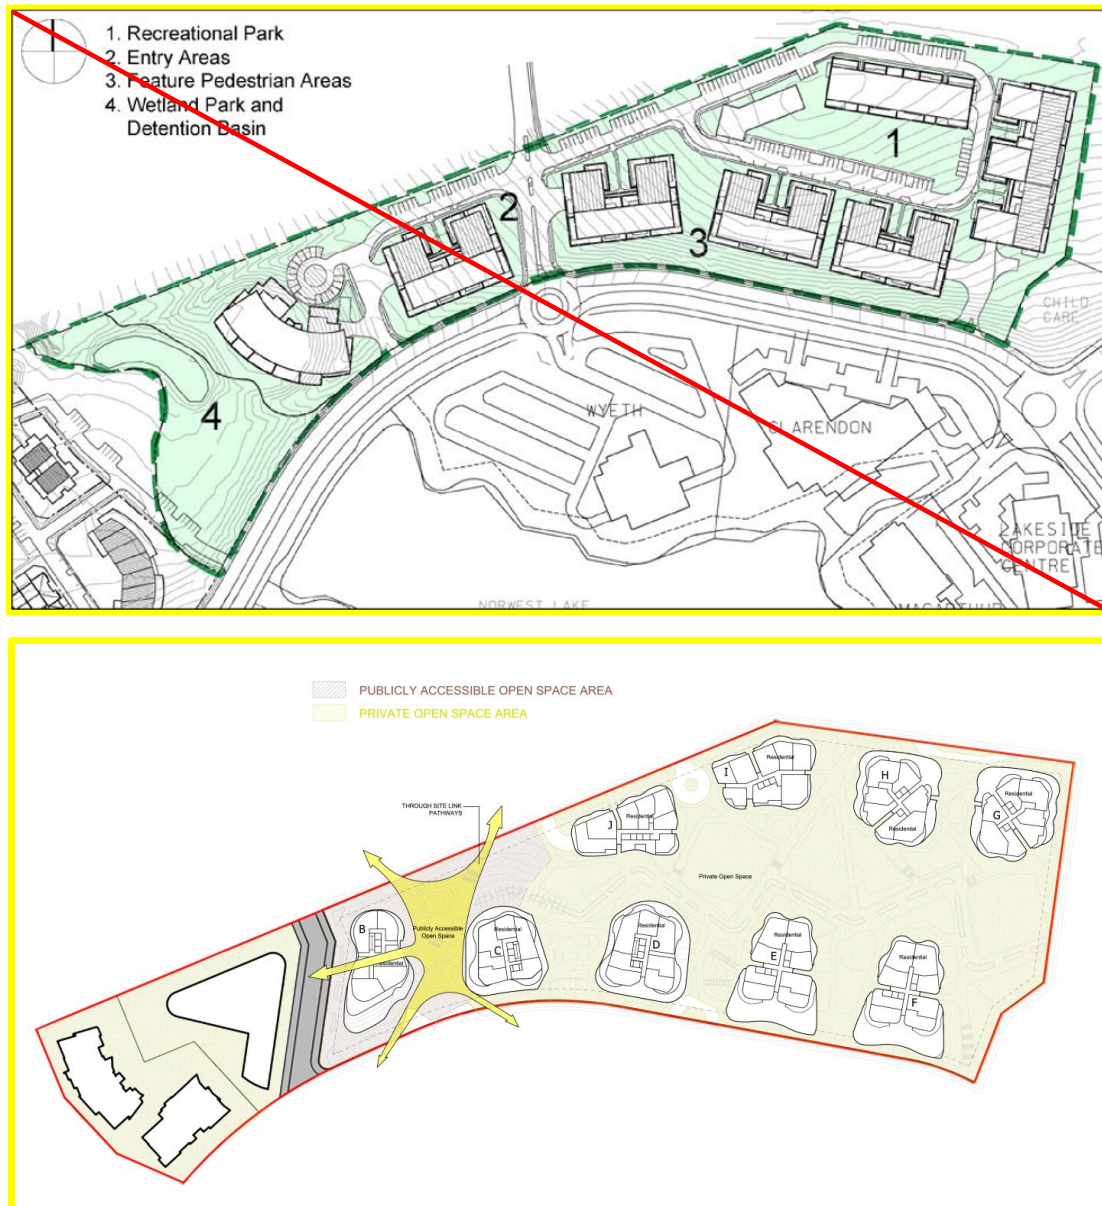 1. Recreational Park
2. Entry Areas
3. Feature Pedestrian Areas
4. Wetland Park and
Detention Basin
1
2
3
4
CHILD
CARE
WYETH
CLARENDON
LAKESIDE
CORPORATE
CENTRE
NORWEST LAKE
MACARTHUR
PUBLICLY ACCESSIBLE OPEN SPACE AREA
PRIVATE OPEN SPACE AREA
THROUGH SITE LINK
PATHWAYS
I
Residential
H
Residential
Residential
G
Residential
J
Residential
Private Open Space
B
Residential
Publicly Accessible
Open Space
Residential
C
Residential
D
Residential
E
Residential
F